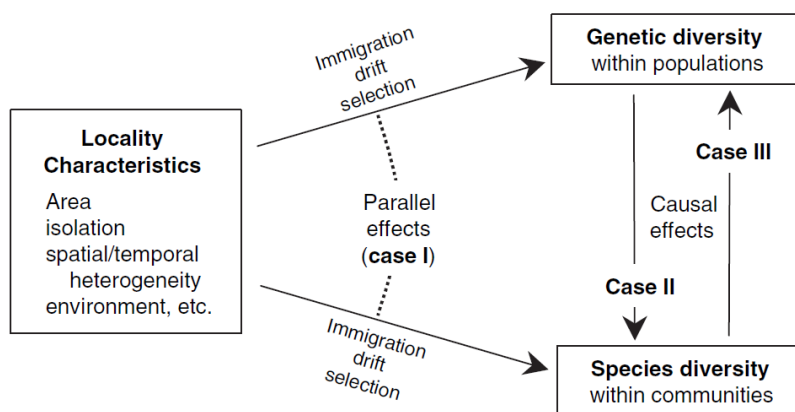 Immigration
drift
selection
Genetic diversity
within populations
Locality
Characteristics
Area
isolation
spatial/temporal
heterogeneity
environment, etc.
Parallel
effects
(case I)
Case III
Causal
effects
Case II
Immigration
drift
selection
Species diversity
within communities